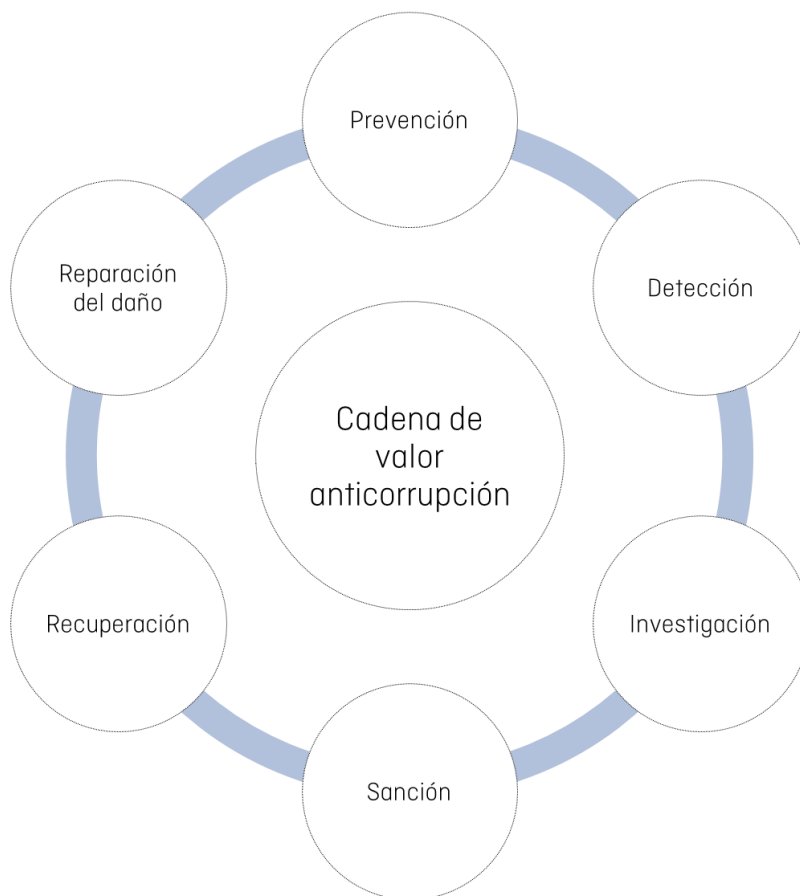 Prevención
Detección
Investigación
Sanción
Recuperación
Reparación
del daño
Cadena de
valor
anticorrupción